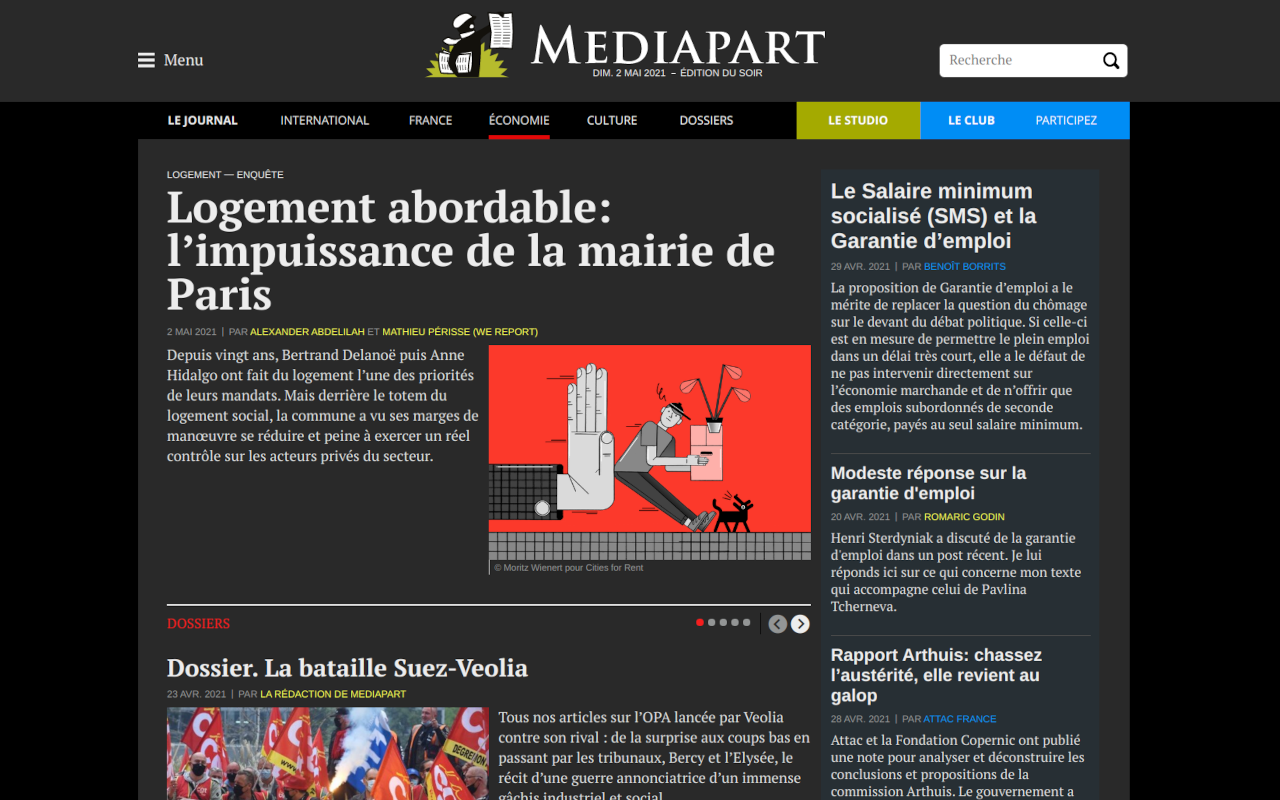 Menu
MEDIAPART
DIM. 2 MAI 2021 – ÉDITION DU SOIR
Recherche
LE JOURNAL
INTERNATIONAL
FRANCE
ÉCONOMIE
CULTURE
DOSSIERS
LE STUDIO
LE CLUB
PARTICIPEZ
LOGEMENT — ENQUÊTE
Logement abordable:
l’impuissance de la mairie de
Paris
2 MAI 2021 | PAR ALEXANDER ABDELILAH ET MATHIEU PÉRISSE (WE REPORT)
Depuis vingt ans, Bertrand Delanoë puis Anne
Hidalgo ont fait du logement l’une des priorités
de leurs mandats. Mais derrière le totem du
logement social, la commune a vu ses marges de
manœuvre se réduire et peine à exercer un réel
contrôle sur les acteurs privés du secteur.
© Moritz Wienert pour Cities for Rent
DOSSIERS
Dossier. La bataille Suez-Veolia
23 AVR. 2021 | PAR LA RÉDACTION DE MEDIAPART
Tous nos articles sur l’OPA lancée par Veolia
contre son rival : de la surprise aux coups bas en
passant par les tribunaux, Bercy et l’Elysée, le
récit d’une guerre annonciatrice d’un immense
gâchis industriel et social.
Le Salaire minimum
socialisé (SMS) et la
Garantie d’emploi
29 AVR. 2021 | PAR BENOÎT BORRITS
La proposition de Garantie d’emploi a le
mérite de replacer la question du chômage
sur le devant du débat politique. Si celle-ci
est en mesure de permettre le plein emploi
dans un délai très court, elle a le défaut de
ne pas intervenir directement sur
l’économie marchande et de n’offrir que
des emplois subordonnés de seconde
catégorie, payés au seul salaire minimum.
Modeste réponse sur la
garantie d'emploi
20 AVR. 2021 | PAR ROMARIC GODIN
Henri Sterdyniak a discuté de la garantie
d'emploi dans un post récent. Je lui
réponds ici sur ce qui concerne mon texte
qui accompagne celui de Pavlina
Tcherneva.
Rapport Arthuis: chassez
l’austérité, elle revient au
galop
28 AVR. 2021 | PAR ATTAC FRANCE
Attac et la Fondation Copernic ont publié
une note pour analyser et déconstruire les
conclusions et propositions de la
commission Arthuis. Le gouvernement a